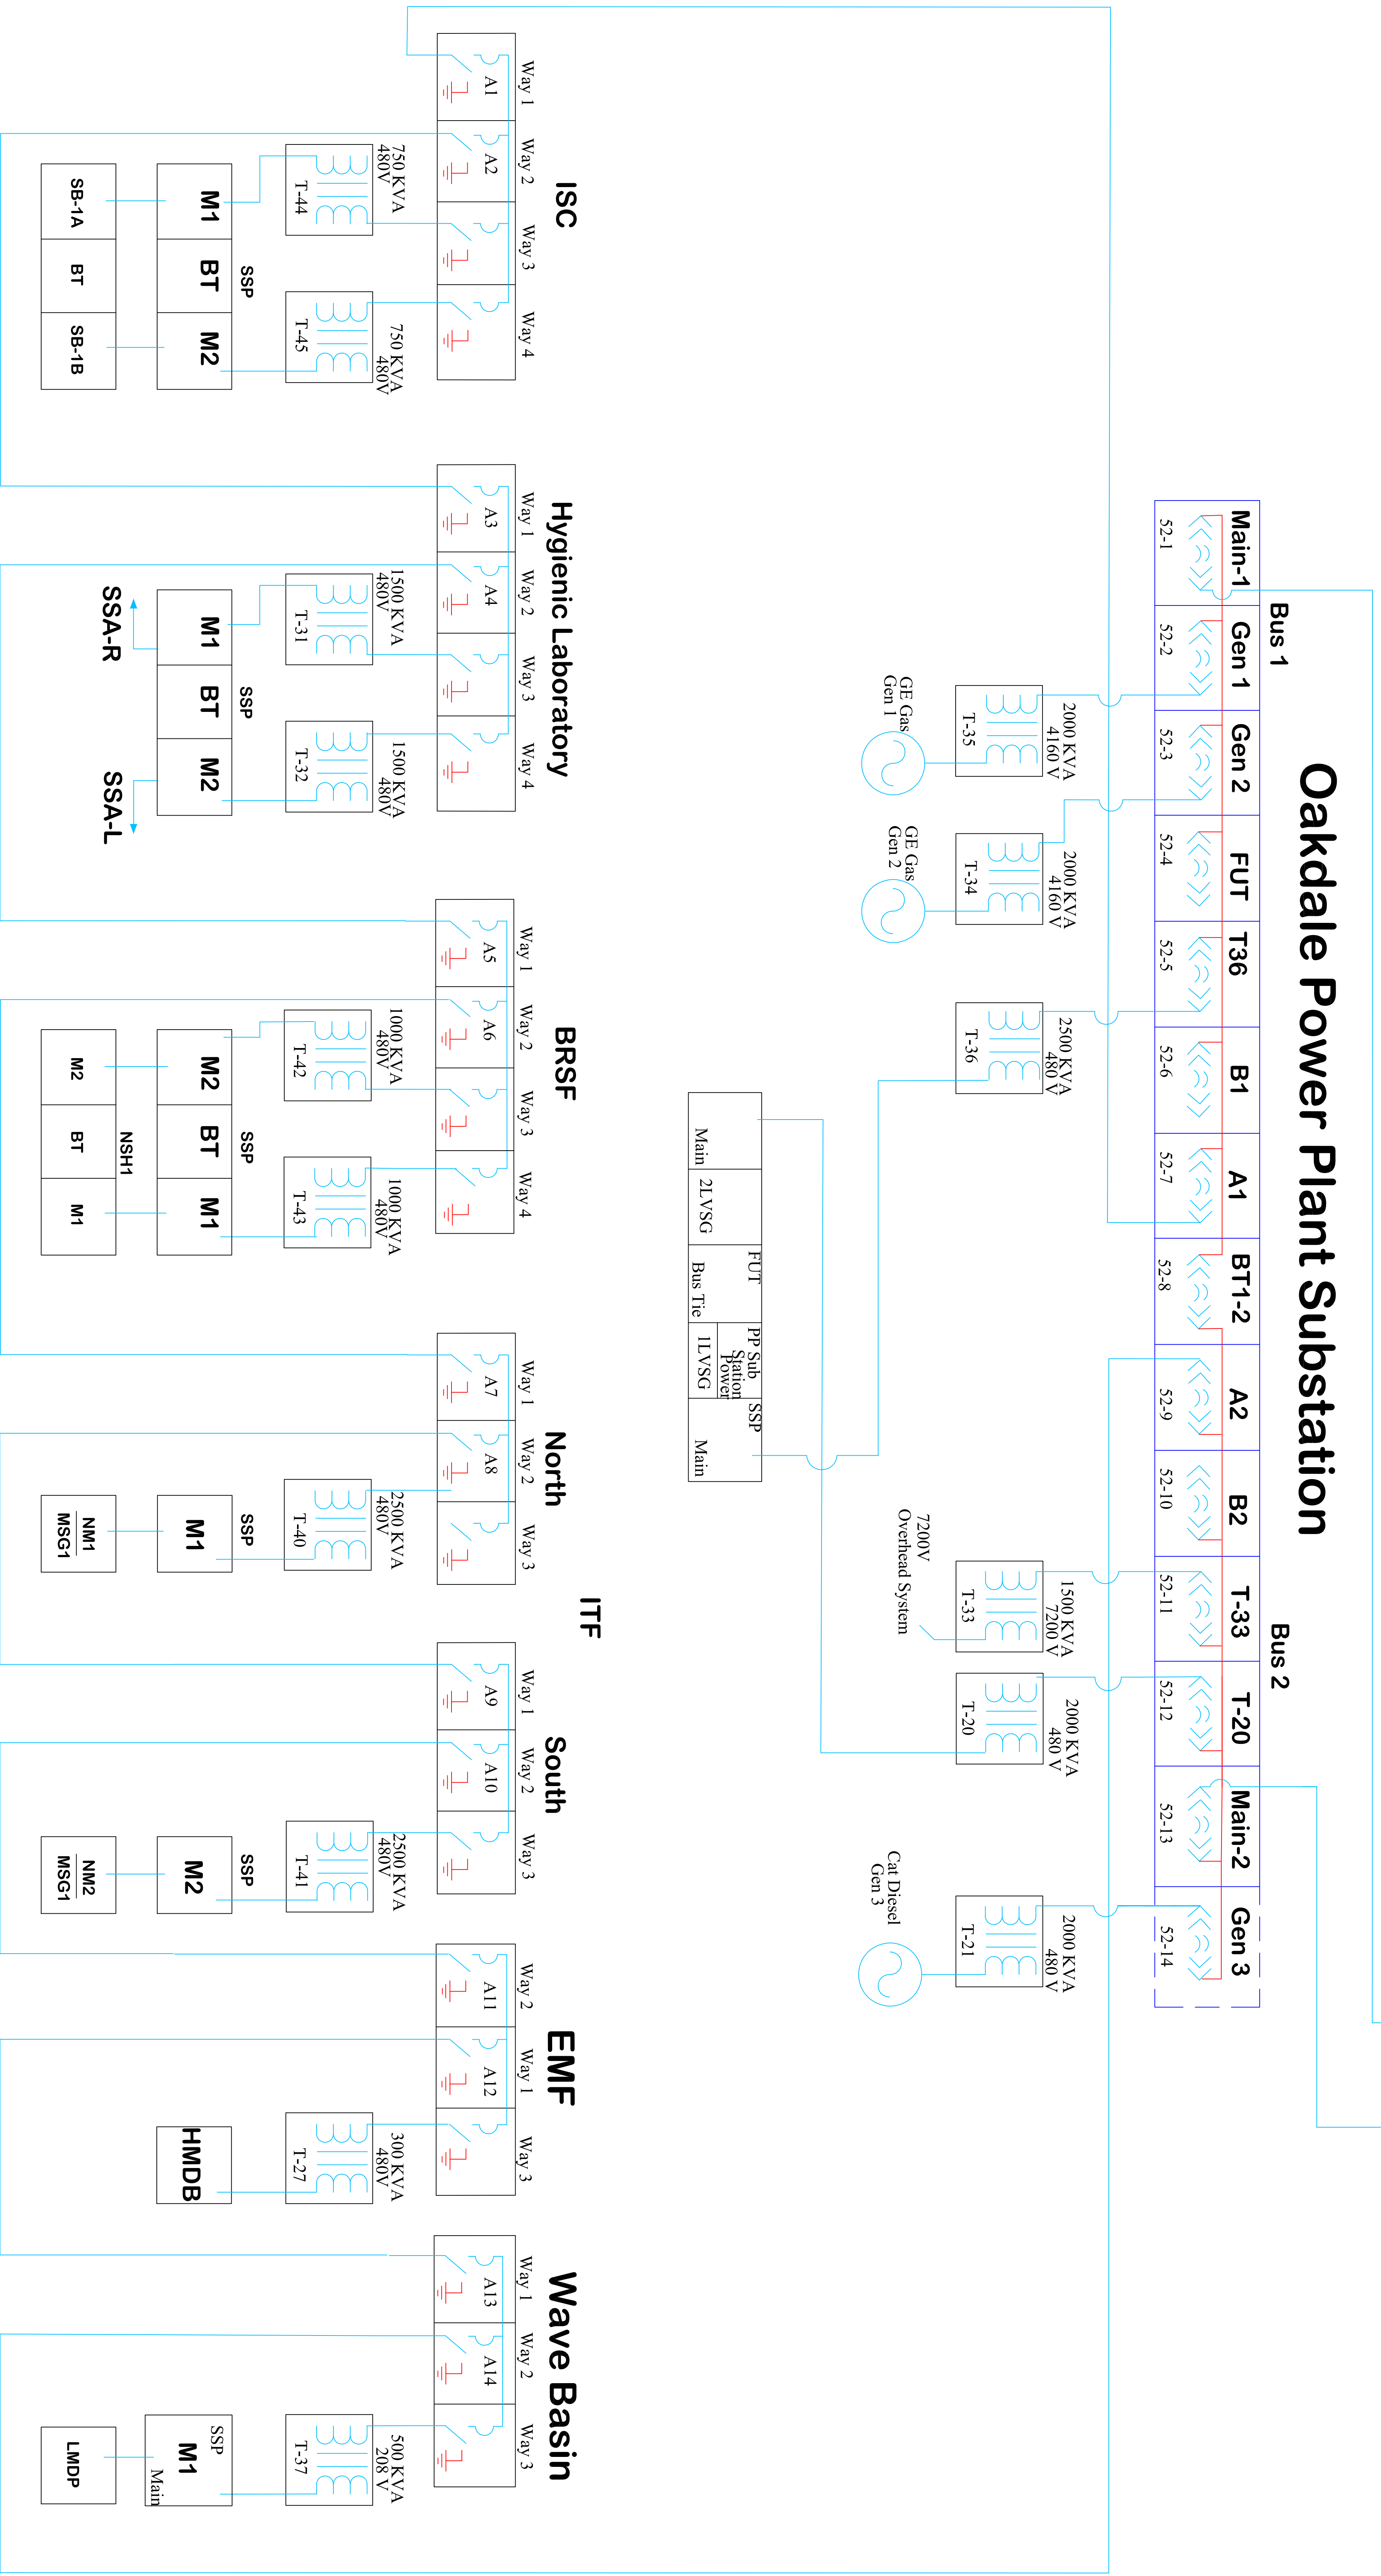 Oakdale Power Plant Substation
Bus 1
Bus 2
Main-1
Gen 1
Gen 2
FUT
T36
B1
A1
BT1-2
A2
B2
T-33
T-20
Main-2
Gen 3
52-1
52-2
52-3
52-4
52-5
52-6
52-7
52-8
52-9
52-10
52-11
52-12
52-13
52-14
2000 KVA
4160 V
T-35
GE Gas
Gen 1
2000 KVA
4160 V
T-34
GE Gas
Gen 2
2500 KVA
480 V
T-36
1500 KVA
7200 V
T-33
7200V
Overhead System
2000 KVA
480 V
T-20
2000 KVA
480 V
T-21
Cat Diesel
Gen 3
Main
2LVSG
FUT
Bus Tie
PP Sub
Station
Power
1LVSG
SSP
Main
ISC
Way 1
Way 2
Way 3
Way 4
A1
A2
750 KVA
480V
T-44
750 KVA
480V
T-45
SSP
M1
BT
M2
SB-1A
BT
SB-1B
Hygienic Laboratory
Way 1
Way 2
Way 3
Way 4
A3
A4
1500 KVA
480V
T-31
1500 KVA
480V
T-32
SSP
M1
BT
M2
SSA-R
SSA-L
BRSF
Way 1
Way 2
Way 3
Way 4
A5
A6
1000 KVA
480V
T-42
1000 KVA
480V
T-43
SSP
M2
BT
M1
NSH1
M2
BT
M1
ITF
North
Way 1
Way 2
Way 3
A7
A8
2500 KVA
480V
T-40
SSP
M1
NM1
MSG1
South
Way 1
Way 2
Way 3
A9
A10
2500 KVA
480V
T-41
SSP
M2
NM2
MSG1
EMF
Way 2
Way 1
Way 3
A11
A12
300 KVA
480V
T-27
HMDB
Wave Basin
Way 1
Way 2
Way 3
A13
A14
500 KVA
208 V
T-37
SSP
M1
Main
LMDP